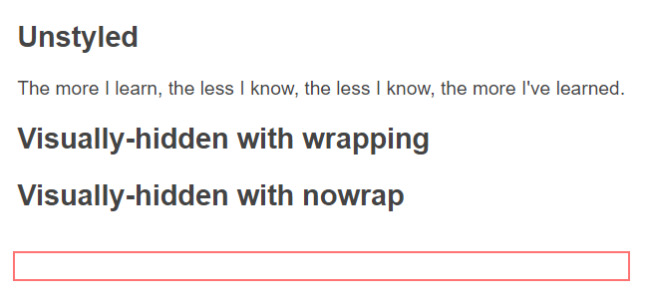 Unstyled
The more I learn, the less I know, the less I know, the more I've learned.
Visually-hidden with wrapping
Visually-hidden with nowrap